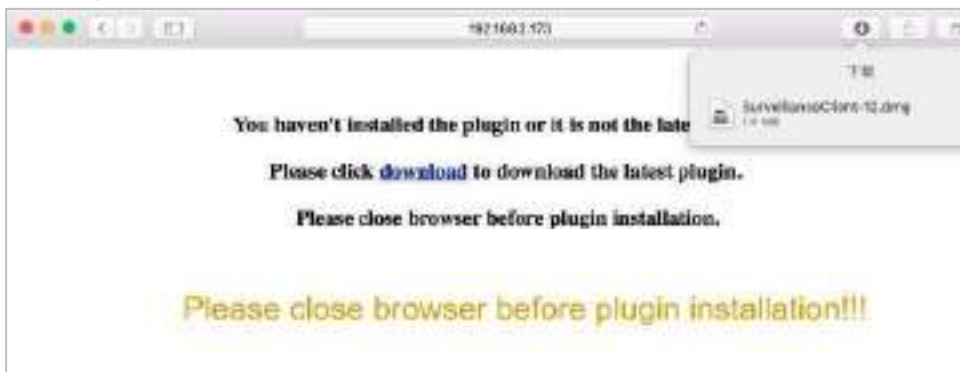 192.168.2.173
下载
SurveillanceClient-12.dmg
You haven't installed the plugin or it is not the late
Please click download to download the latest plugin.
Please close browser before plugin installation.
Please close browser before plugin installation!!!